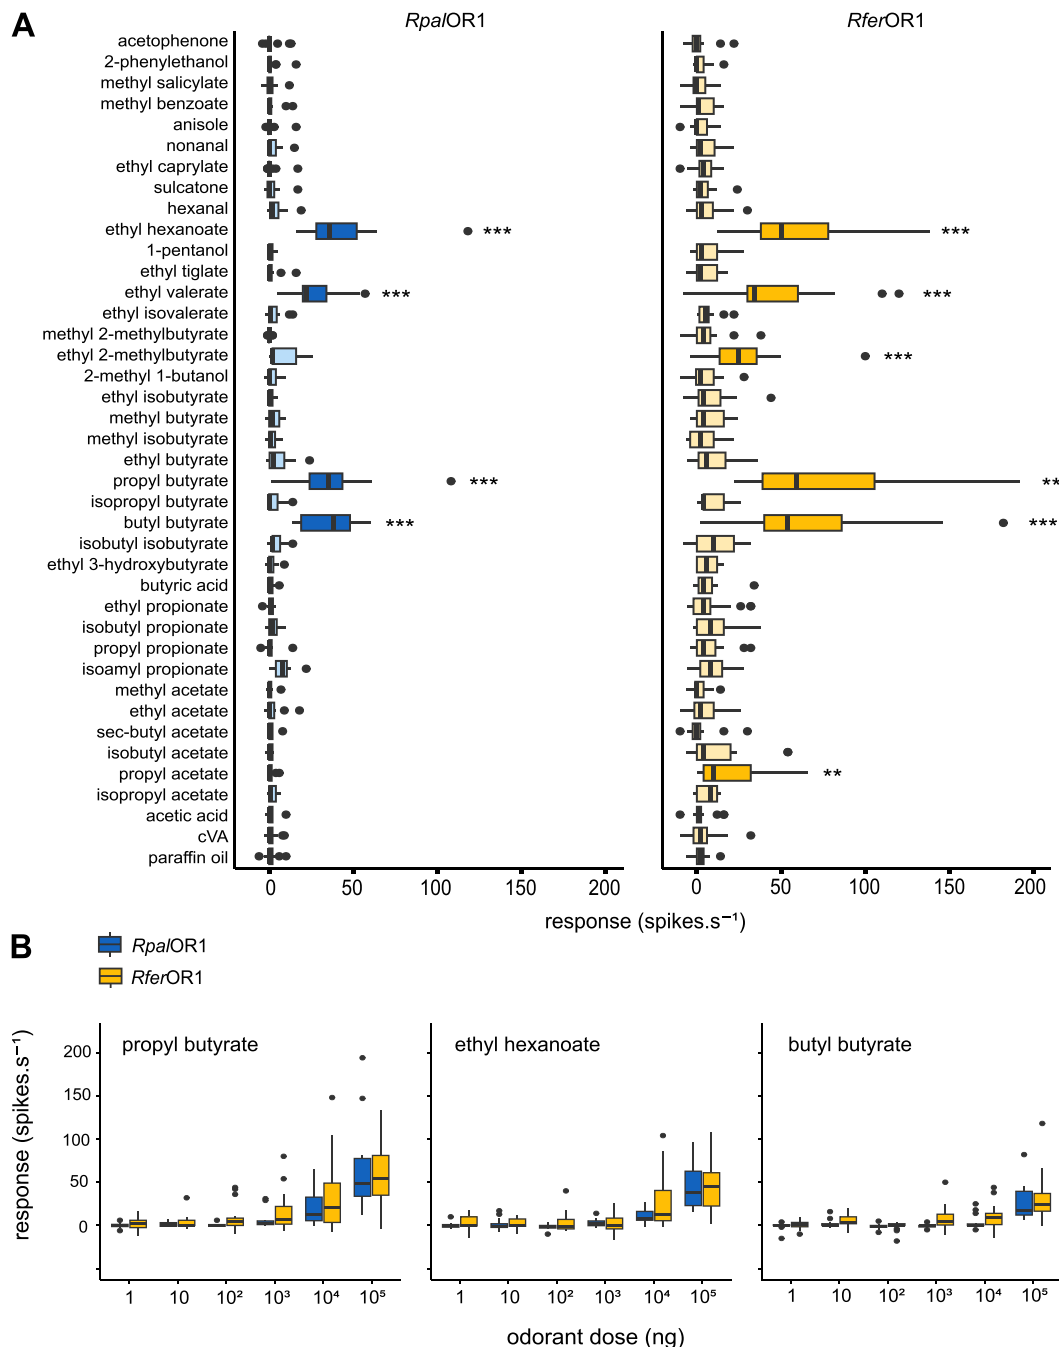 A
RpalOR1
RferOR1
acetophenone
2-phenylethanol
methyl salicylate
methyl benzoate
anisole
nonanal
ethyl caprylate
sulcatone
hexanal
ethyl hexanoate *** ***
1-pentanol
ethyl tiglate
ethyl valerate *** ***
ethyl isovalerate
methyl 2-methylbutyrate
ethyl 2-methylbutyrate ***
2-methyl 1-butanol
ethyl isobutyrate
methyl butyrate
methyl isobutyrate
ethyl butyrate
propyl butyrate *** **
isopropyl butyrate
butyl butyrate *** ***
isobutyl isobutyrate
ethyl 3-hydroxybutyrate
butyric acid
ethyl propionate
isobutyl propionate
propyl propionate
isoamyl propionate
methyl acetate
ethyl acetate
sec-butyl acetate
isobutyl acetate
propyl acetate **
isopropyl acetate
acetic acid
cVA
paraffin oil
0 50 100 150 200 0 50 100 150 200
response (spikes.s⁻¹)
B
RpalOR1
RferOR1
response (spikes.s⁻¹)
propyl butyrate ethyl hexanoate butyl butyrate
200
150
100
50
0
1 10 10² 10³ 10⁴ 10⁵ 1 10 10² 10³ 10⁴ 10⁵ 1 10 10² 10³ 10⁴ 10⁵
odorant dose (ng)